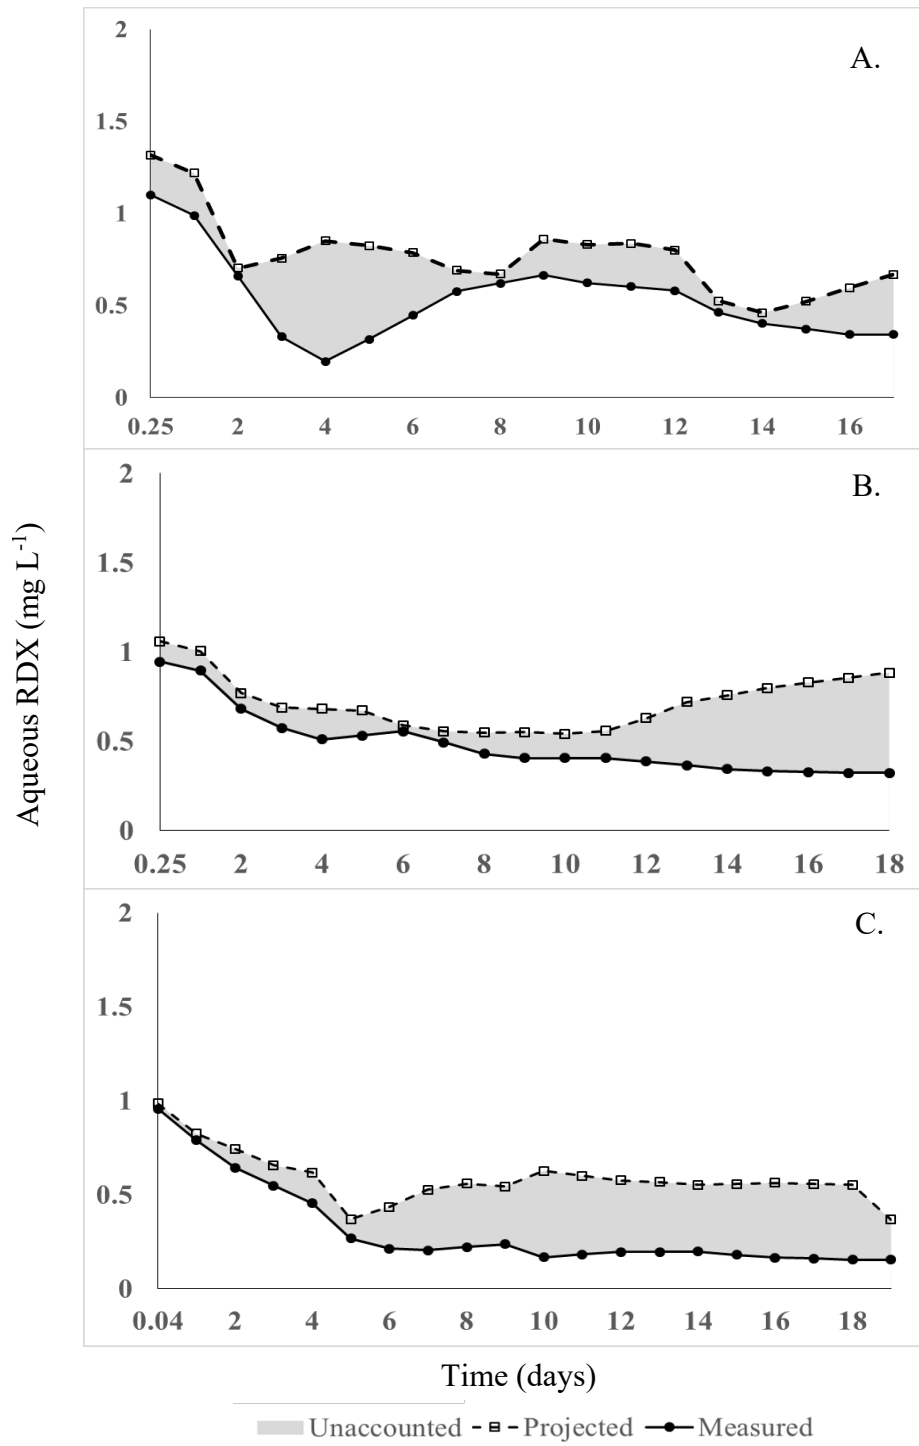 A.
2
1.5
1
0.5
0
0.25 2 4 6 8 10 12 14 16
B.
2
1.5
1
0.5
0
0.25 2 4 6 8 10 12 14 16 18
C.
2
1.5
1
0.5
0
0.04 2 4 6 8 10 12 14 16 18
Aqueous RDX (mg L⁻¹)
Time (days)
Unaccounted Projected Measured